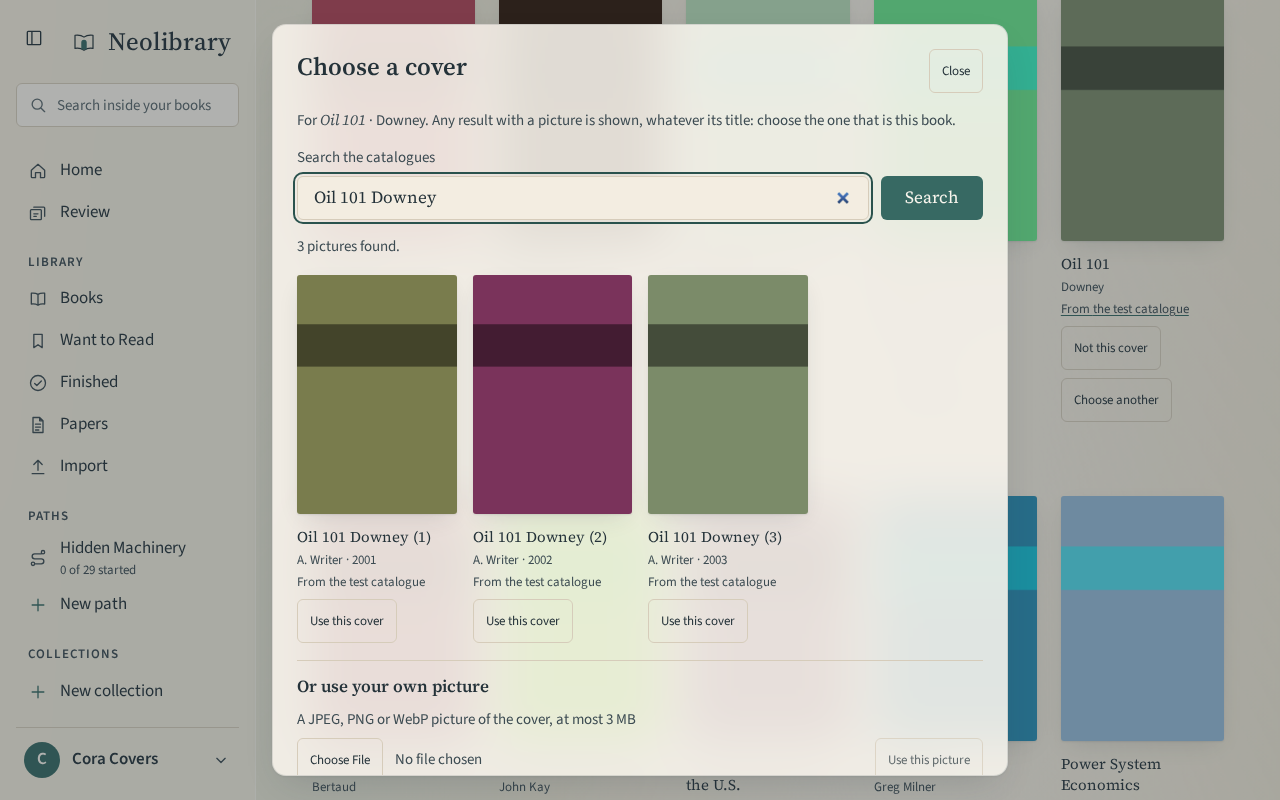 Neolibrary
Search inside your books
Home
Review
LIBRARY
Books
Want to Read
Finished
Papers
Import
PATHS
Hidden Machinery
0 of 29 started
New path
COLLECTIONS
New collection
C
Cora Covers
Choose a cover
Close
For Oil 101 · Downey. Any result with a picture is shown, whatever its title: choose the one that is this book.
Search the catalogues
Oil 101 Downey
Search
3 pictures found.
Oil 101 Downey (1)
A. Writer · 2001
From the test catalogue
Use this cover
Oil 101 Downey (2)
A. Writer · 2002
From the test catalogue
Use this cover
Oil 101 Downey (3)
A. Writer · 2003
From the test catalogue
Use this cover
Or use your own picture
A JPEG, PNG or WebP picture of the cover, at most 3 MB
Choose File
No file chosen
Use this picture
Oil 101
Downey
From the test catalogue
Not this cover
Choose another
Bertaud
John Kay
the U.S.
Greg Milner
Power System
Economics